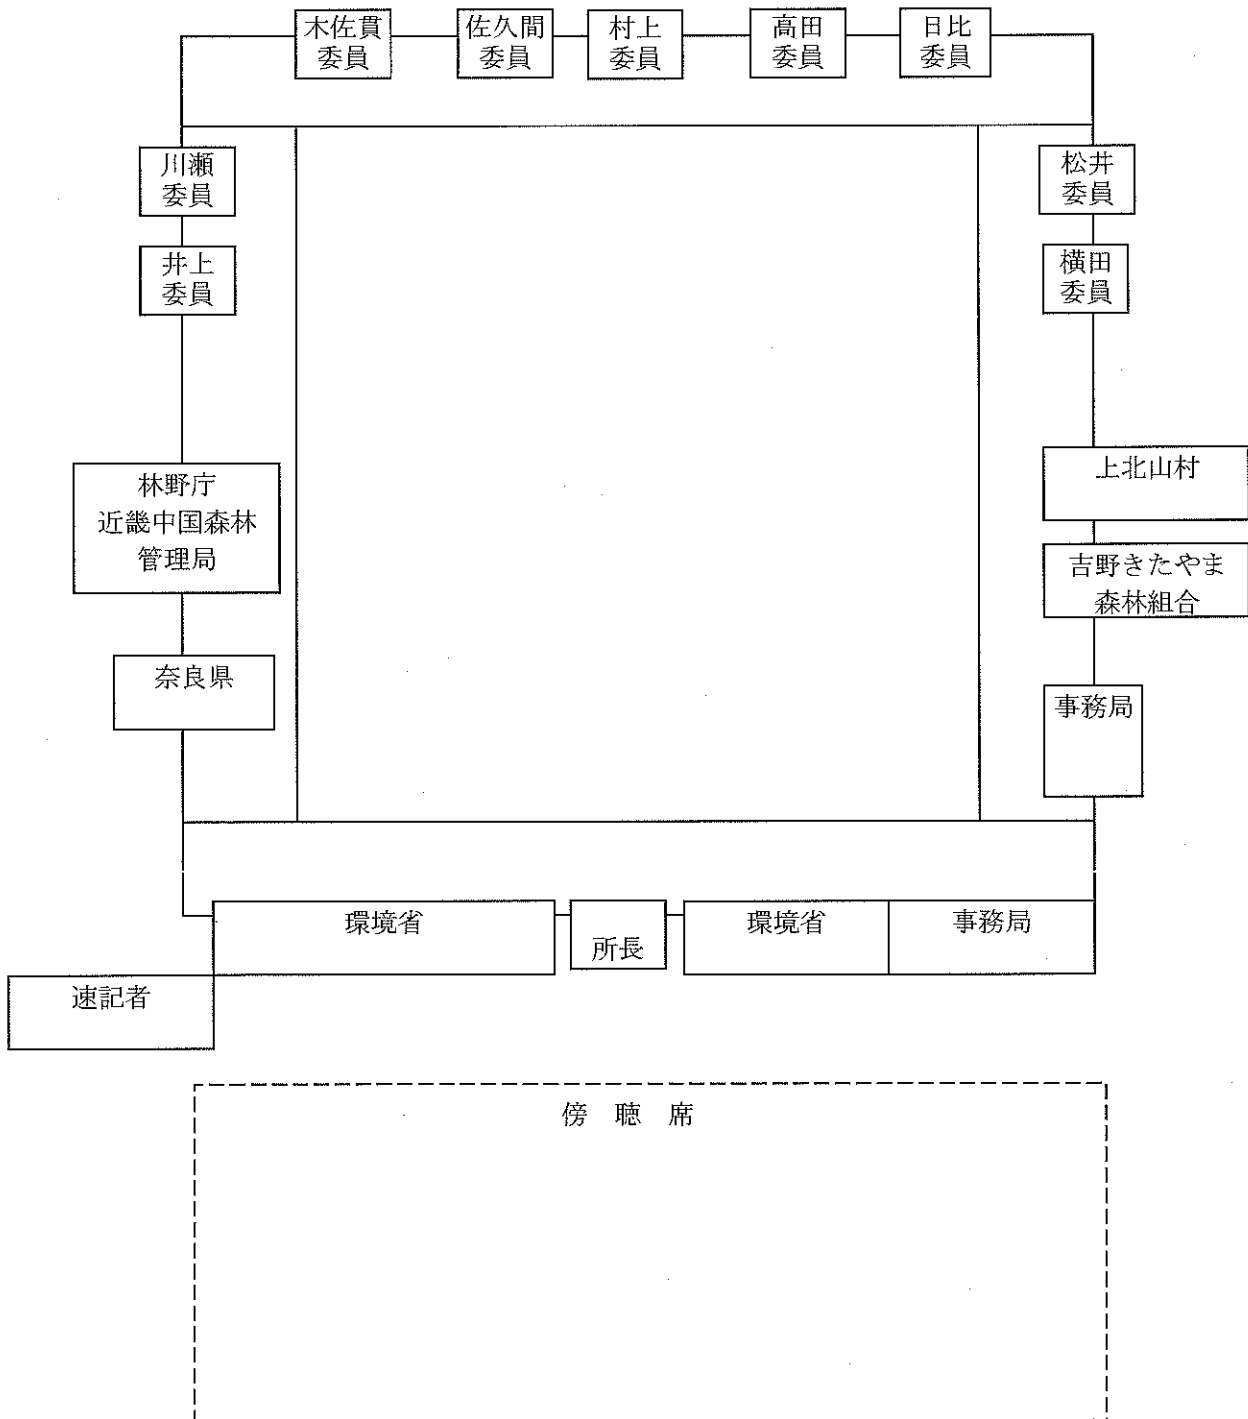 木佐貫
委員
佐久間
委員
村上
委員
高田
委員
日比
委員
川瀬
委員
松井
委員
井上
委員
横田
委員
林野庁
近畿中国森林
管理局
上北山村
吉野きたやま
森林組合
奈良県
事務局
環境省
所長
環境省
事務局
速記者
傍 聴 席